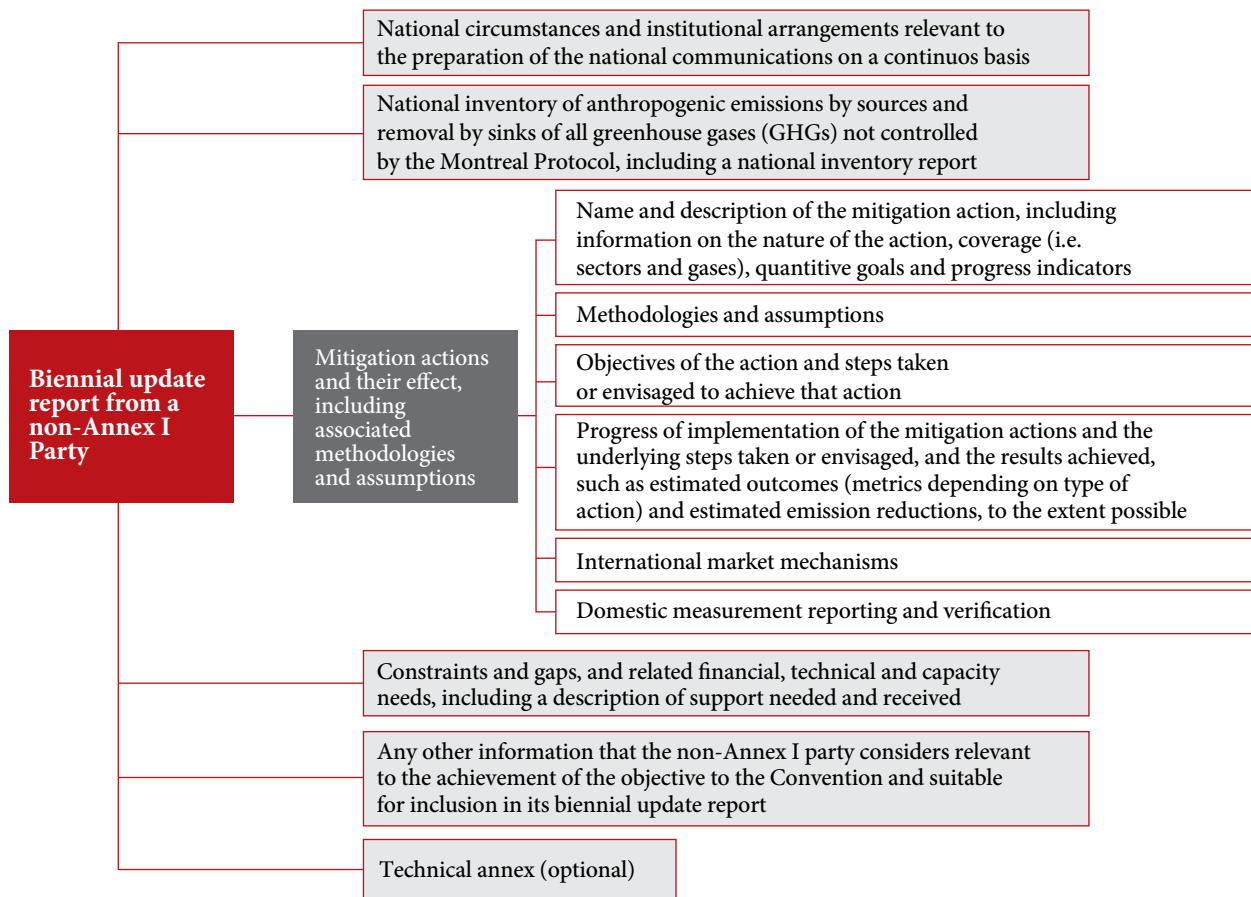 National circumstances and institutional arrangements relevant to
the preparation of the national communications on a continuos basis
National inventory of anthropogenic emissions by sources and
removal by sinks of all greenhouse gases (GHGs) not controlled
by the Montreal Protocol, including a national inventory report
Biennial update
report from a
non-Annex I
Party
Mitigation actions
and their effect,
including
associated
methodologies
and assumptions
Name and description of the mitigation action, including
information on the nature of the action, coverage (i.e.
sectors and gases), quantitive goals and progress indicators
Methodologies and assumptions
Objectives of the action and steps taken
or envisaged to achieve that action
Progress of implementation of the mitigation actions and the
underlying steps taken or envisaged, and the results achieved,
such as estimated outcomes (metrics depending on type of
action) and estimated emission reductions, to the extent possible
International market mechanisms
Domestic measurement reporting and verification
Constraints and gaps, and related financial, technical and capacity
needs, including a description of support needed and received
Any other information that the non-Annex I party considers relevant
to the achievement of the objective to the Convention and suitable
for inclusion in its biennial update report
Technical annex (optional)